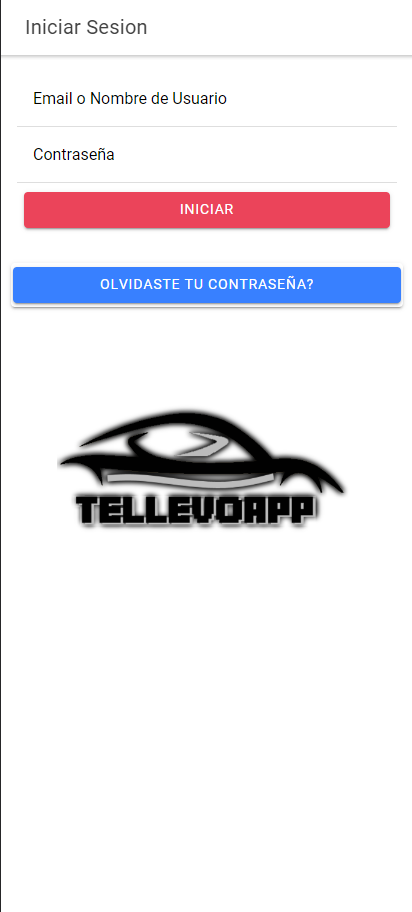 Iniciar Sesion
Email o Nombre de Usuario
Contraseña
INICIAR
OLVIDASTE TU CONTRASEÑA?
TELLEVOAPP